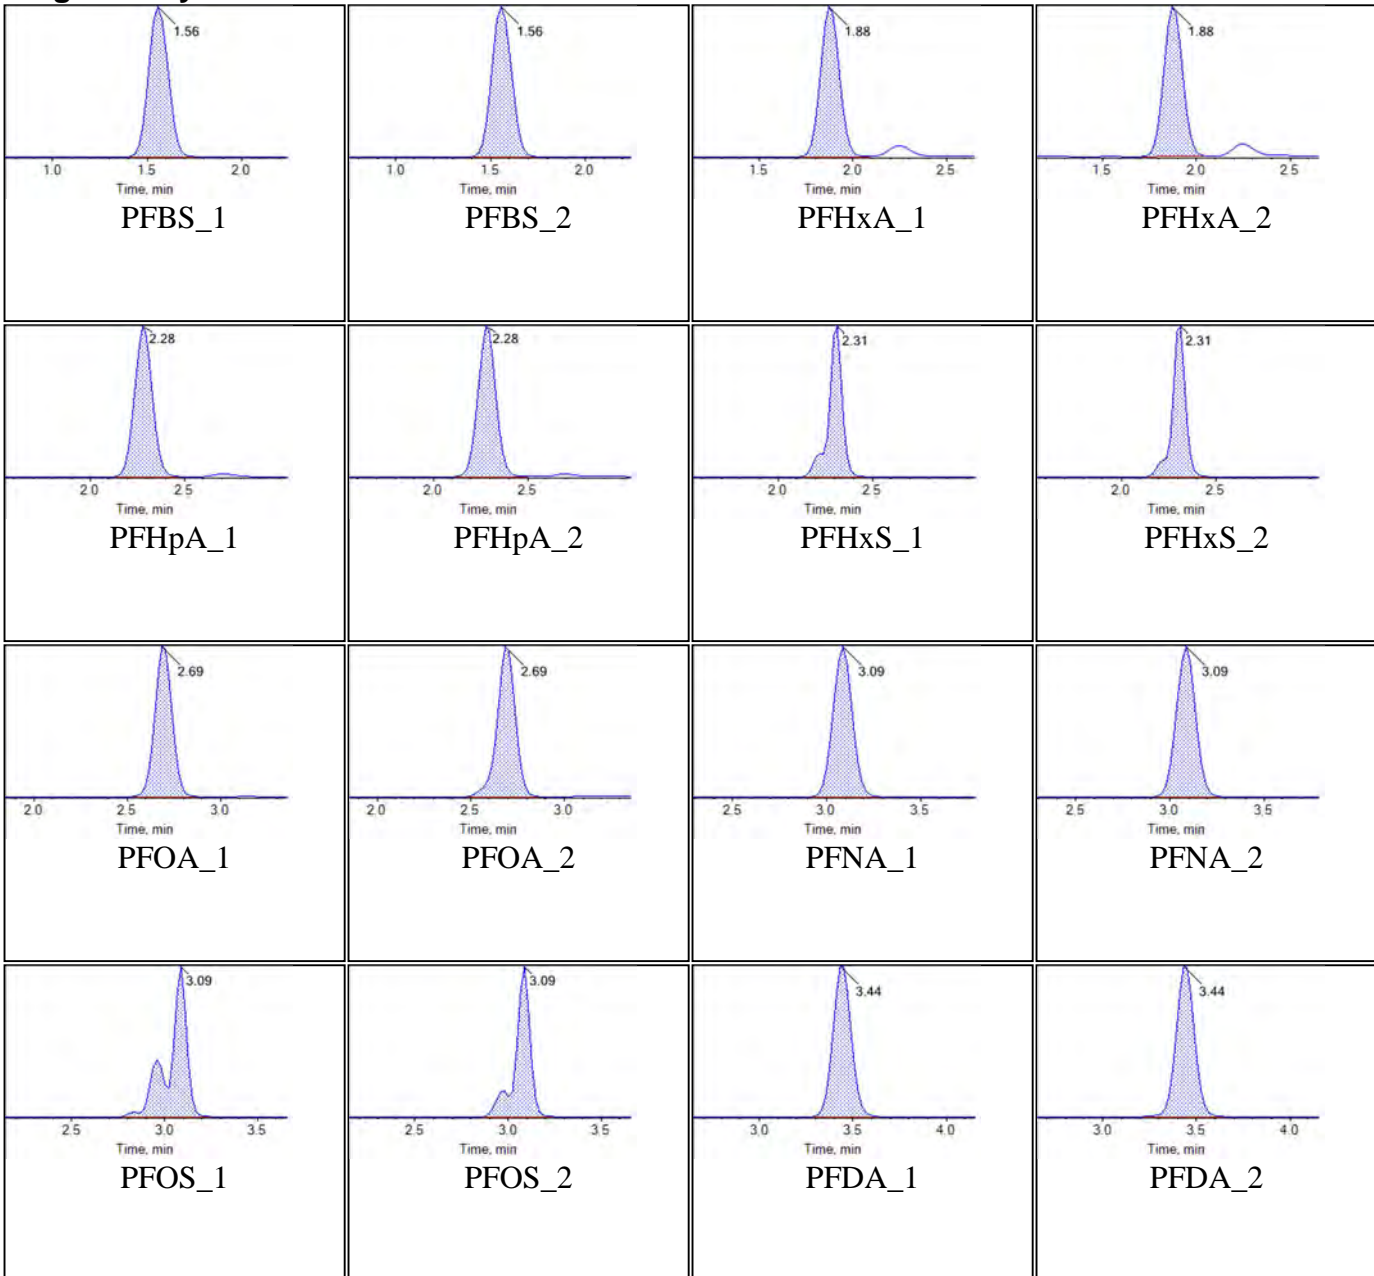 1.56
1.56
1.88
1.88
1.0 1.5 2.0
1.0 1.5 2.0
1.5 2.0 2.5
1.5 2.0 2.5
Time, min
Time, min
Time, min
Time, min
PFBS_1
PFBS_2
PFHxA_1
PFHxA_2
2.28
2.28
2.31
2.31
2.0 2.5
2.0 2.5
2.0 2.5
2.0 2.5
Time, min
Time, min
Time, min
Time, min
PFHpA_1
PFHpA_2
PFHxS_1
PFHxS_2
2.69
2.69
3.09
3.09
2.0 2.5 3.0
2.0 2.5 3.0
2.5 3.0 3.5
2.5 3.0 3.5
Time, min
Time, min
Time, min
Time, min
PFOA_1
PFOA_2
PFNA_1
PFNA_2
3.09
3.09
3.44
3.44
2.5 3.0 3.5
2.5 3.0 3.5
3.0 3.5 4.0
3.0 3.5 4.0
Time, min
Time, min
Time, min
Time, min
PFOS_1
PFOS_2
PFDA_1
PFDA_2